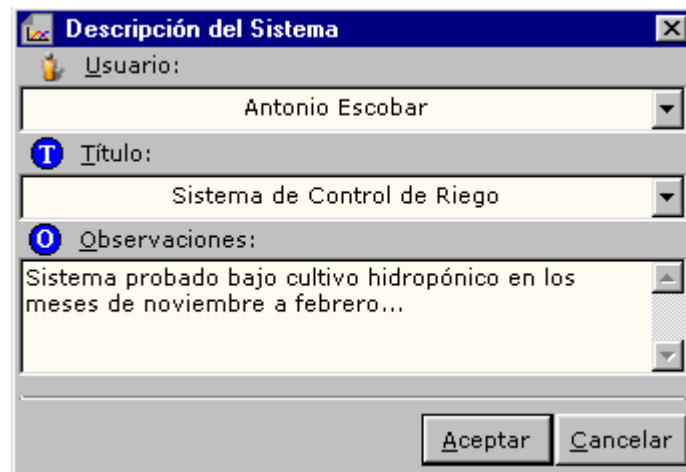 Descripción del Sistema
Usuario:
Antonio Escobar
T Título:
Sistema de Control de Riego
O Observaciones:
Sistema probado bajo cultivo hidropónico en los
meses de noviembre a febrero...
Aceptar Cancelar